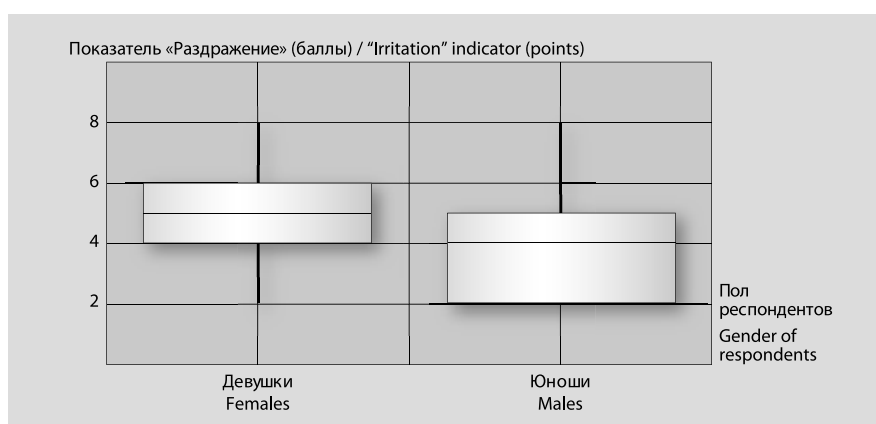 Показатель «Раздражение» (баллы) / “Irritation” indicator (points)
8
6
4
2
Пол
респондентов
Gender of
respondents
Девушки
Females
Юноши
Males